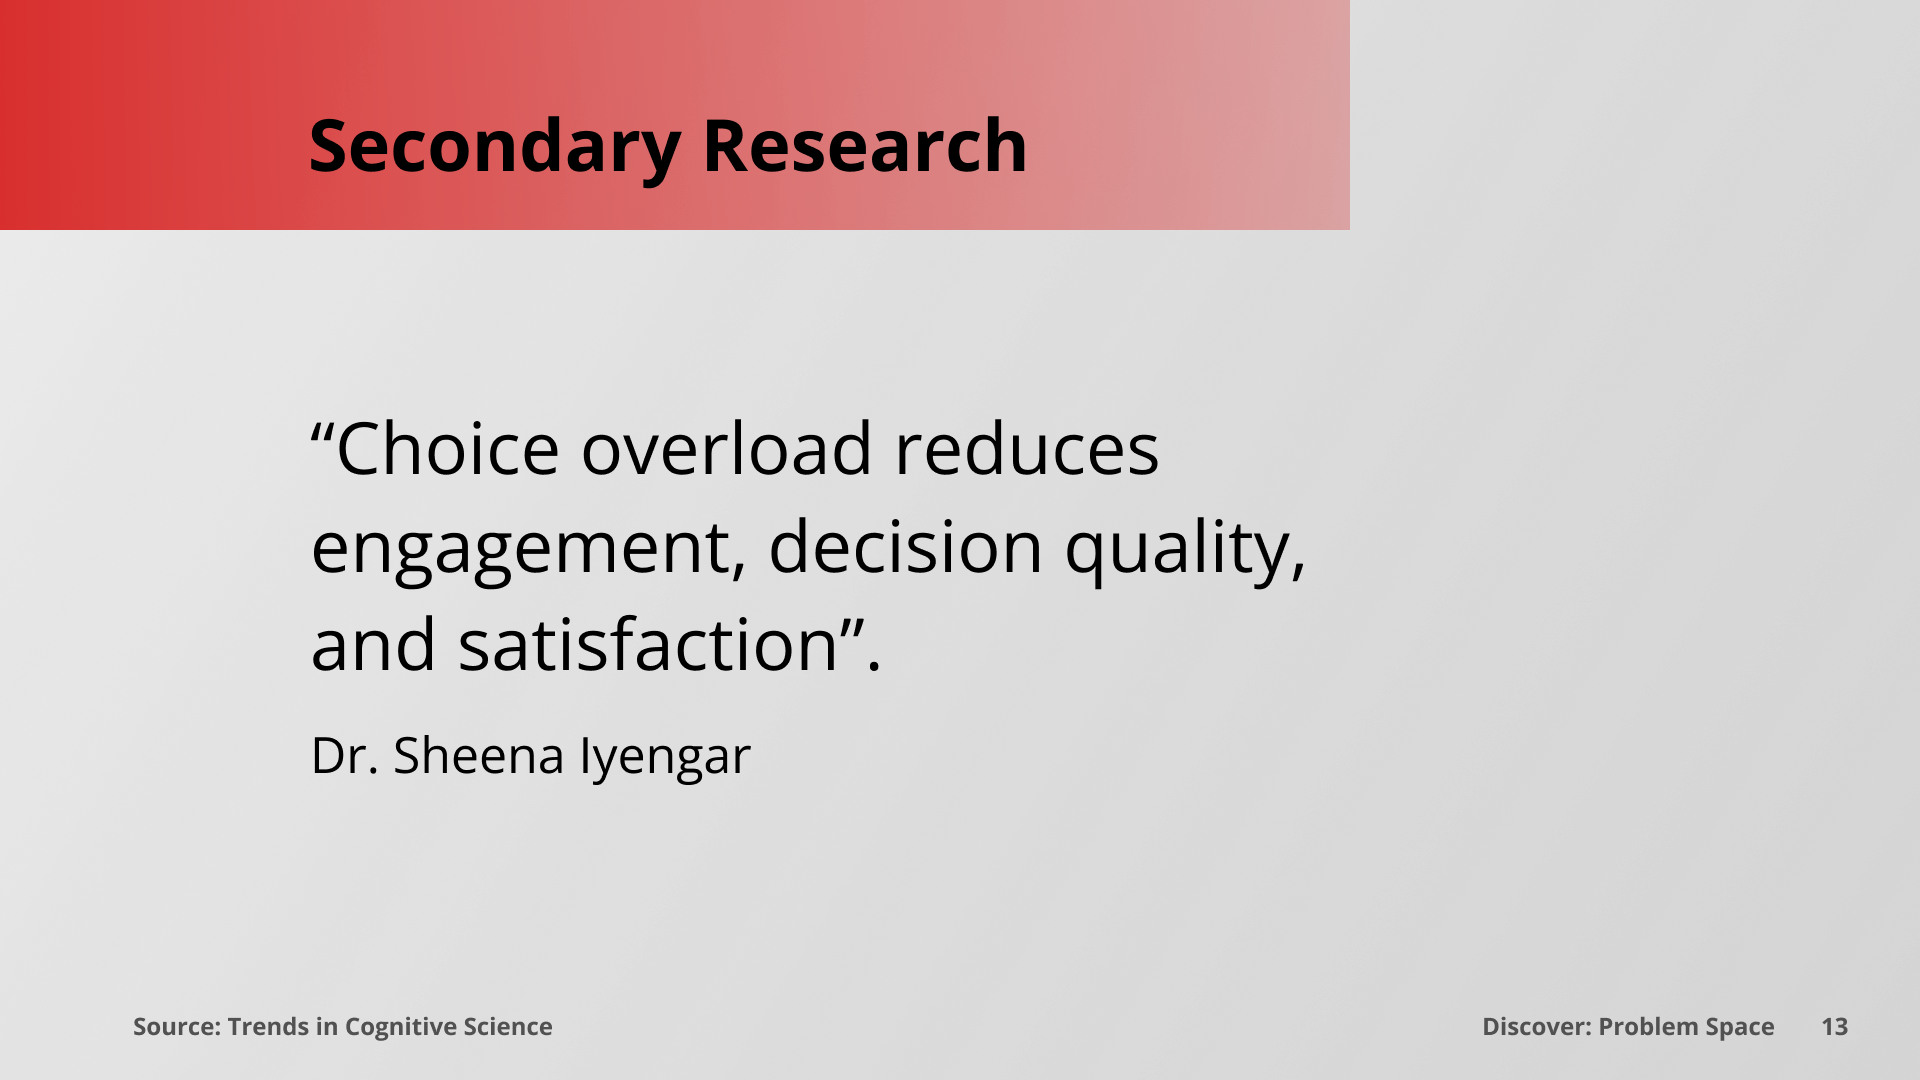 Secondary Research
“Choice overload reduces
engagement, decision quality,
and satisfaction”.
Dr. Sheena Iyengar
Source: Trends in Cognitive Science
Discover: Problem Space
13